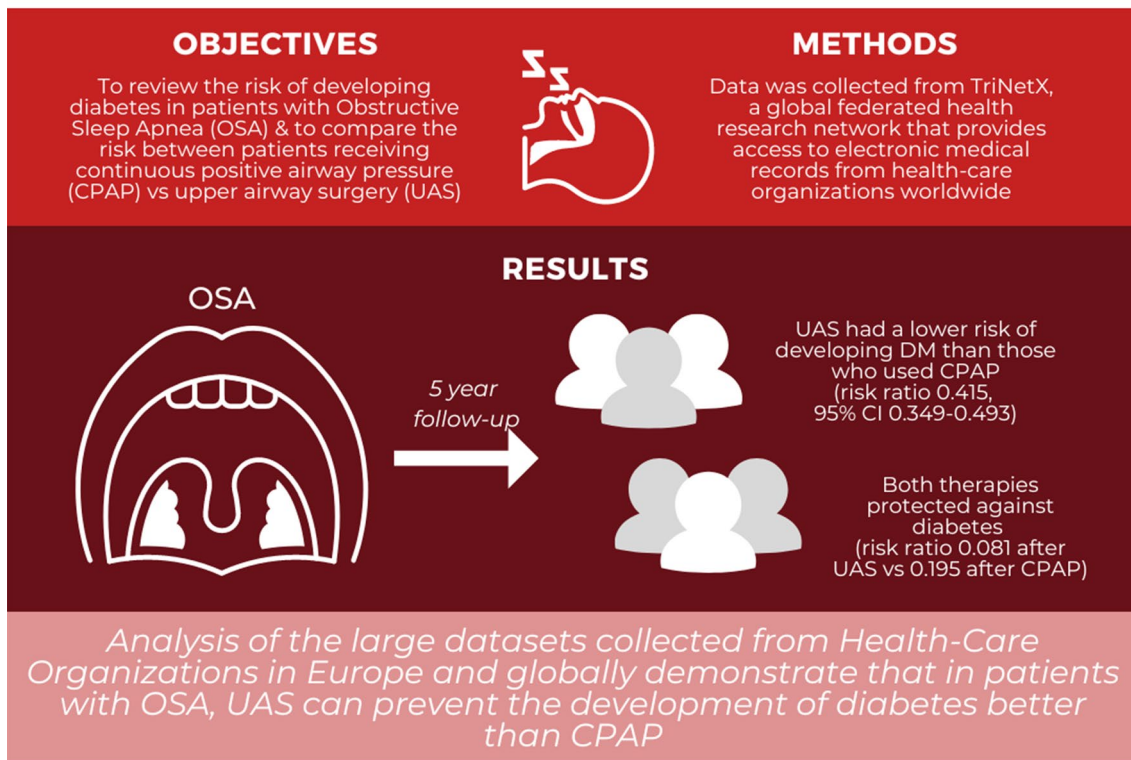 OBJECTIVES
To review the risk of developing
diabetes in patients with Obstructive
Sleep Apnea (OSA) & to compare the
risk between patients receiving
continuous positive airway pressure
(CPAP) vs upper airway surgery (UAS)
Z
Z
Z
METHODS
Data was collected from TriNetX,
a global federated health
research network that provides
access to electronic medical
records from health-care
organizations worldwide
RESULTS
OSA
5 year
follow-up
UAS had a lower risk of
developing DM than those
who used CPAP
(risk ratio 0.415,
95% CI 0.349-0.493)
Both therapies
protected against
diabetes
(risk ratio 0.081 after
UAS vs 0.195 after CPAP)
Analysis of the large datasets collected from Health-Care
Organizations in Europe and globally demonstrate that in patients
with OSA, UAS can prevent the development of diabetes better
than CPAP